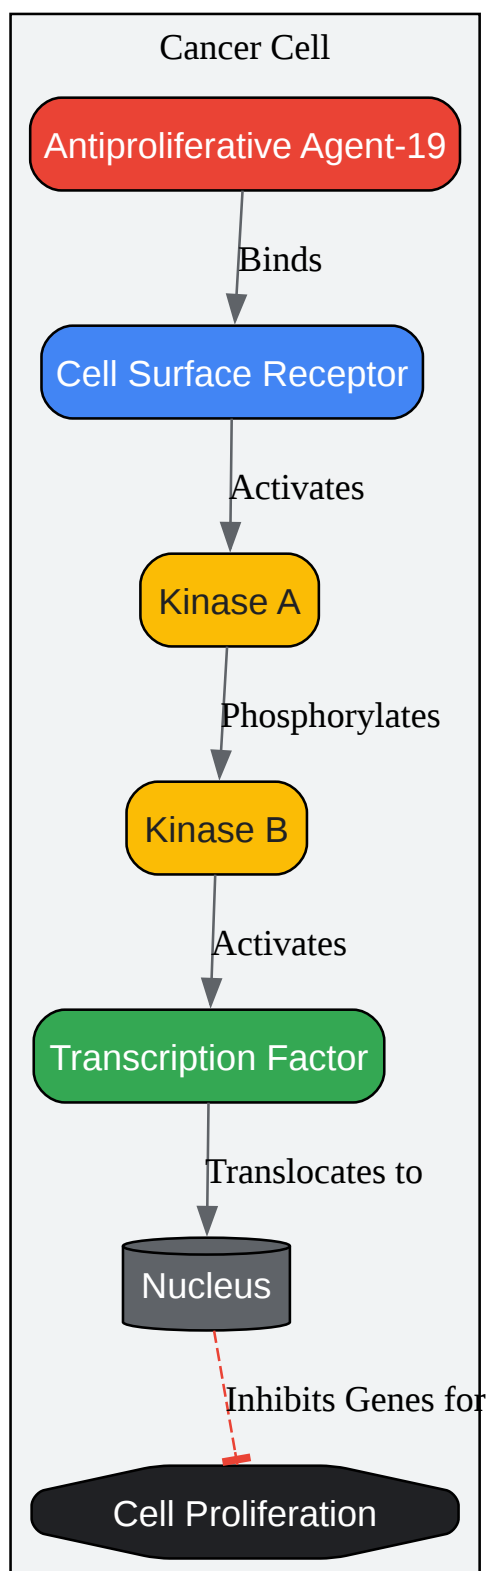 Cancer Cell
Antiproliferative Agent-19
Binds
Cell Surface Receptor
Activates
Kinase A
Phosphorylates
Kinase B
Activates
Transcription Factor
Translocates to
Nucleus
Inhibits Genes for
Cell Proliferation